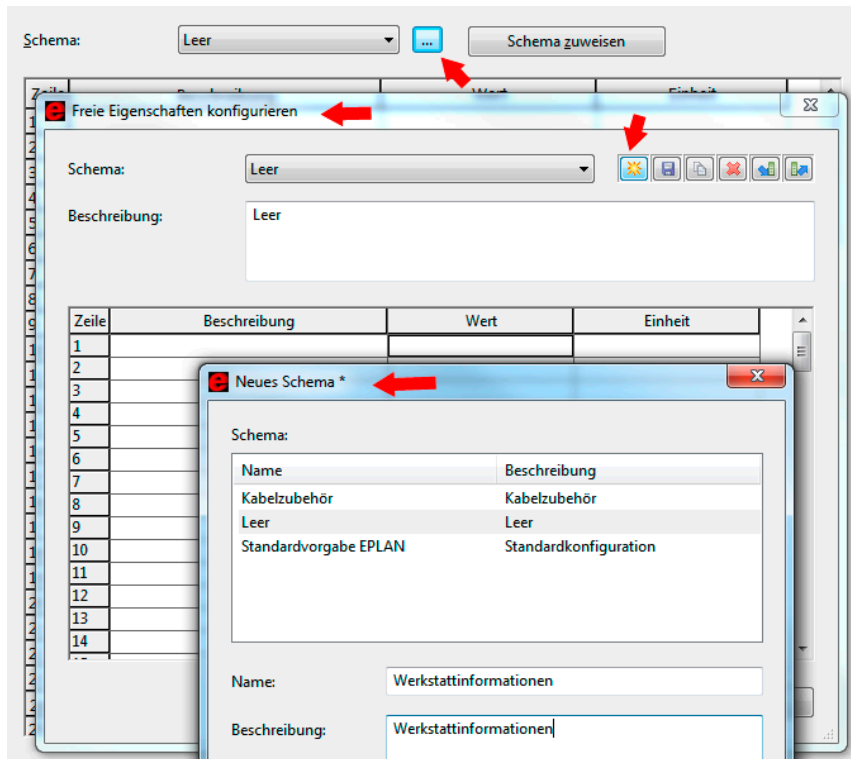 Schema: Leer ... Schema zuweisen
Freie Eigenschaften konfigurieren
Schema: Leer
Beschreibung: Leer
Zeile Beschreibung Wert Einheit
1
2
3
4
5
6
7
8
9
10
11
12
13
14
Neues Schema *
Schema:
Name Beschreibung
Kabelzubehör Kabelzubehör
Leer Leer
Standardvorgabe EPLAN Standardkonfiguration
Name: Werkstattinformationen
Beschreibung: Werkstattinformationen